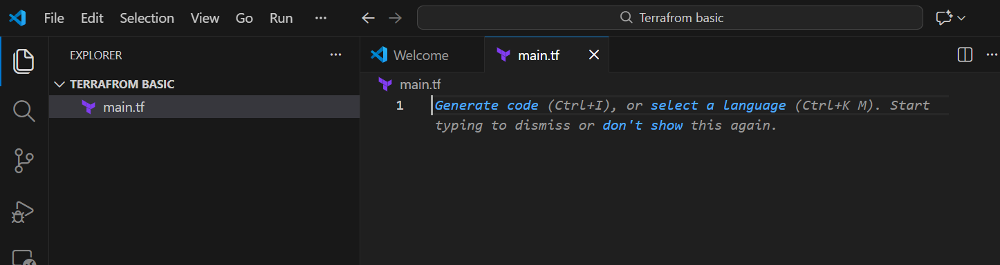 File Edit Selection View Go Run ··· Terrafrom basic
EXPLORER ··· Welcome main.tf
TERRAFROM BASIC
main.tf
main.tf
1 Generate code (Ctrl+I), or select a language (Ctrl+K M). Start
typing to dismiss or don't show this again.